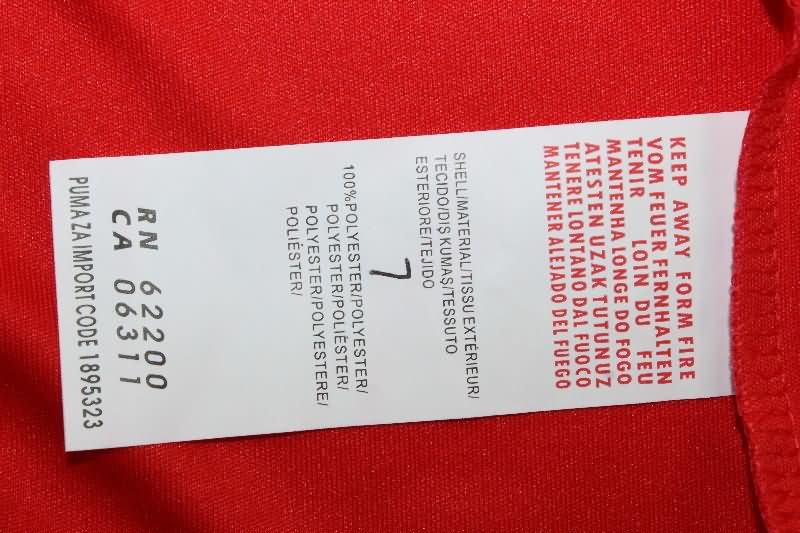 KEEP AWAY FORM FIRE
VOM FEUER FERNHALTEN
TENIR LOIN DU FEU
MANTENHA LONGE DO FOGO
ATESTEN UZAK TUTUNUZ
TENERE LONTANO DAL FUOCO
MANTENER ALEJADO DEL FUEGO
SHELL/MATERIAL/TISSU EXTÉRIEUR/
TECIDO/DIŞ KUMAŞ/TESSUTO
ESTERIORE/TEJIDO
7
100%POLYESTER/POLYESTER/
POLYESTER/POLIÉSTER/
POLYESTER/POLYESTERE/
POLIÉSTER/
RN 62200
CA 06311
PUMA ZA IMPORT CODE 1895323